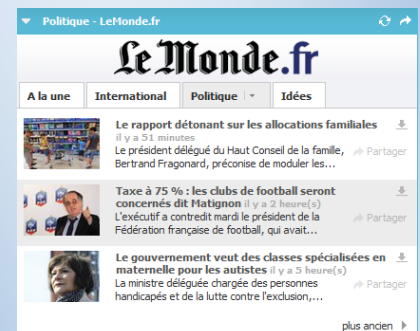 Politique - LeMonde.fr
Le Monde.fr
A la une International Politique Idées
Le rapport détonant sur les allocations familiales
il y a 51 minutes
Le président délégué du Haut Conseil de la famille,
Bertrand Fragonard, préconise de moduler les...
Partager
Taxe à 75 % : les clubs de football seront
concernés dit Matignon il y a 2 heure(s)
L'exécutif a contredit mardi le président de la
Fédération française de football, qui avait...
Partager
Le gouvernement veut des classes spécialisées en
maternelle pour les autistes il y a 5 heure(s)
La ministre déléguée chargée des personnes
handicapés et de la lutte contre l'exclusion,...
Partager
plus ancien